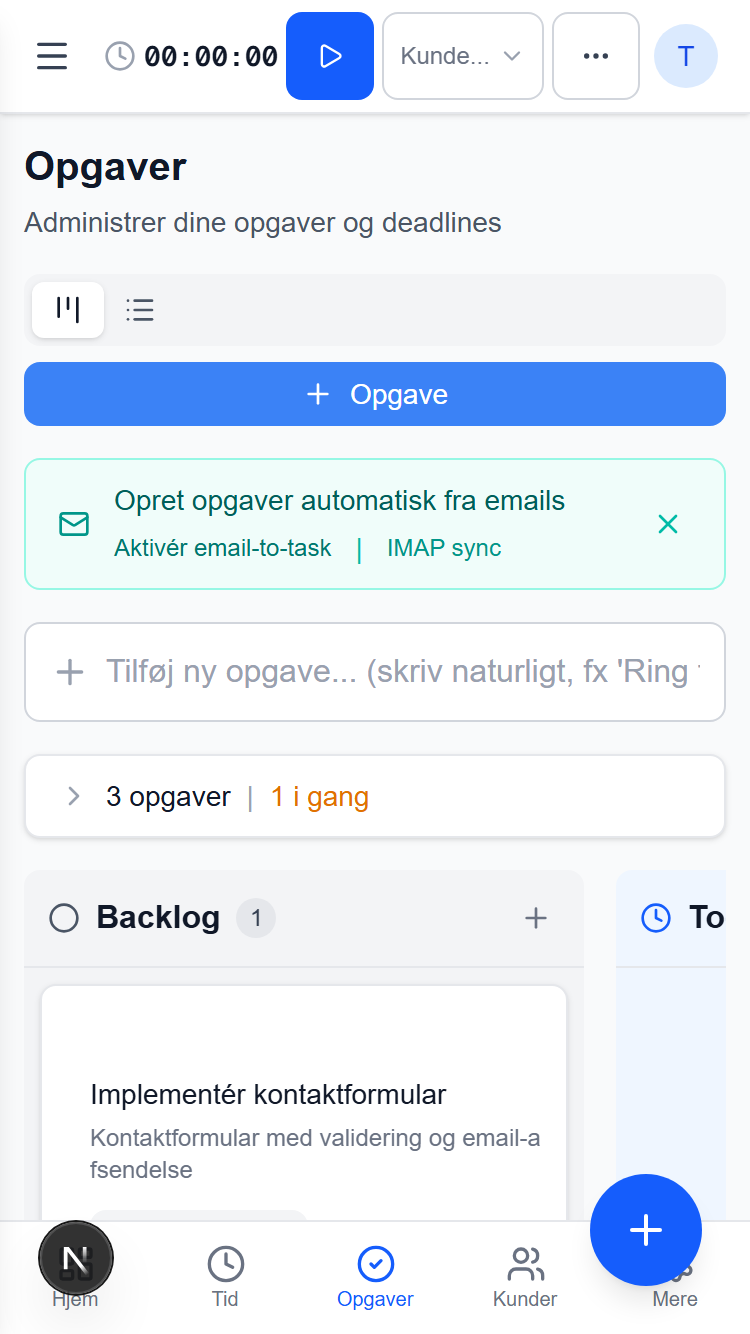 00:00:00
Kunde...
T
Opgaver
Administrer dine opgaver og deadlines
Opgave
Opret opgaver automatisk fra emails
Aktivér email-to-task | IMAP sync
Tilføj ny opgave... (skriv naturligt, fx 'Ring
3 opgaver | 1 i gang
Backlog 1
To
Implementér kontaktformular
Kontaktformular med validering og email-a
fsendelse
N
Hjem
Tid
Opgaver
Kunder
Mere